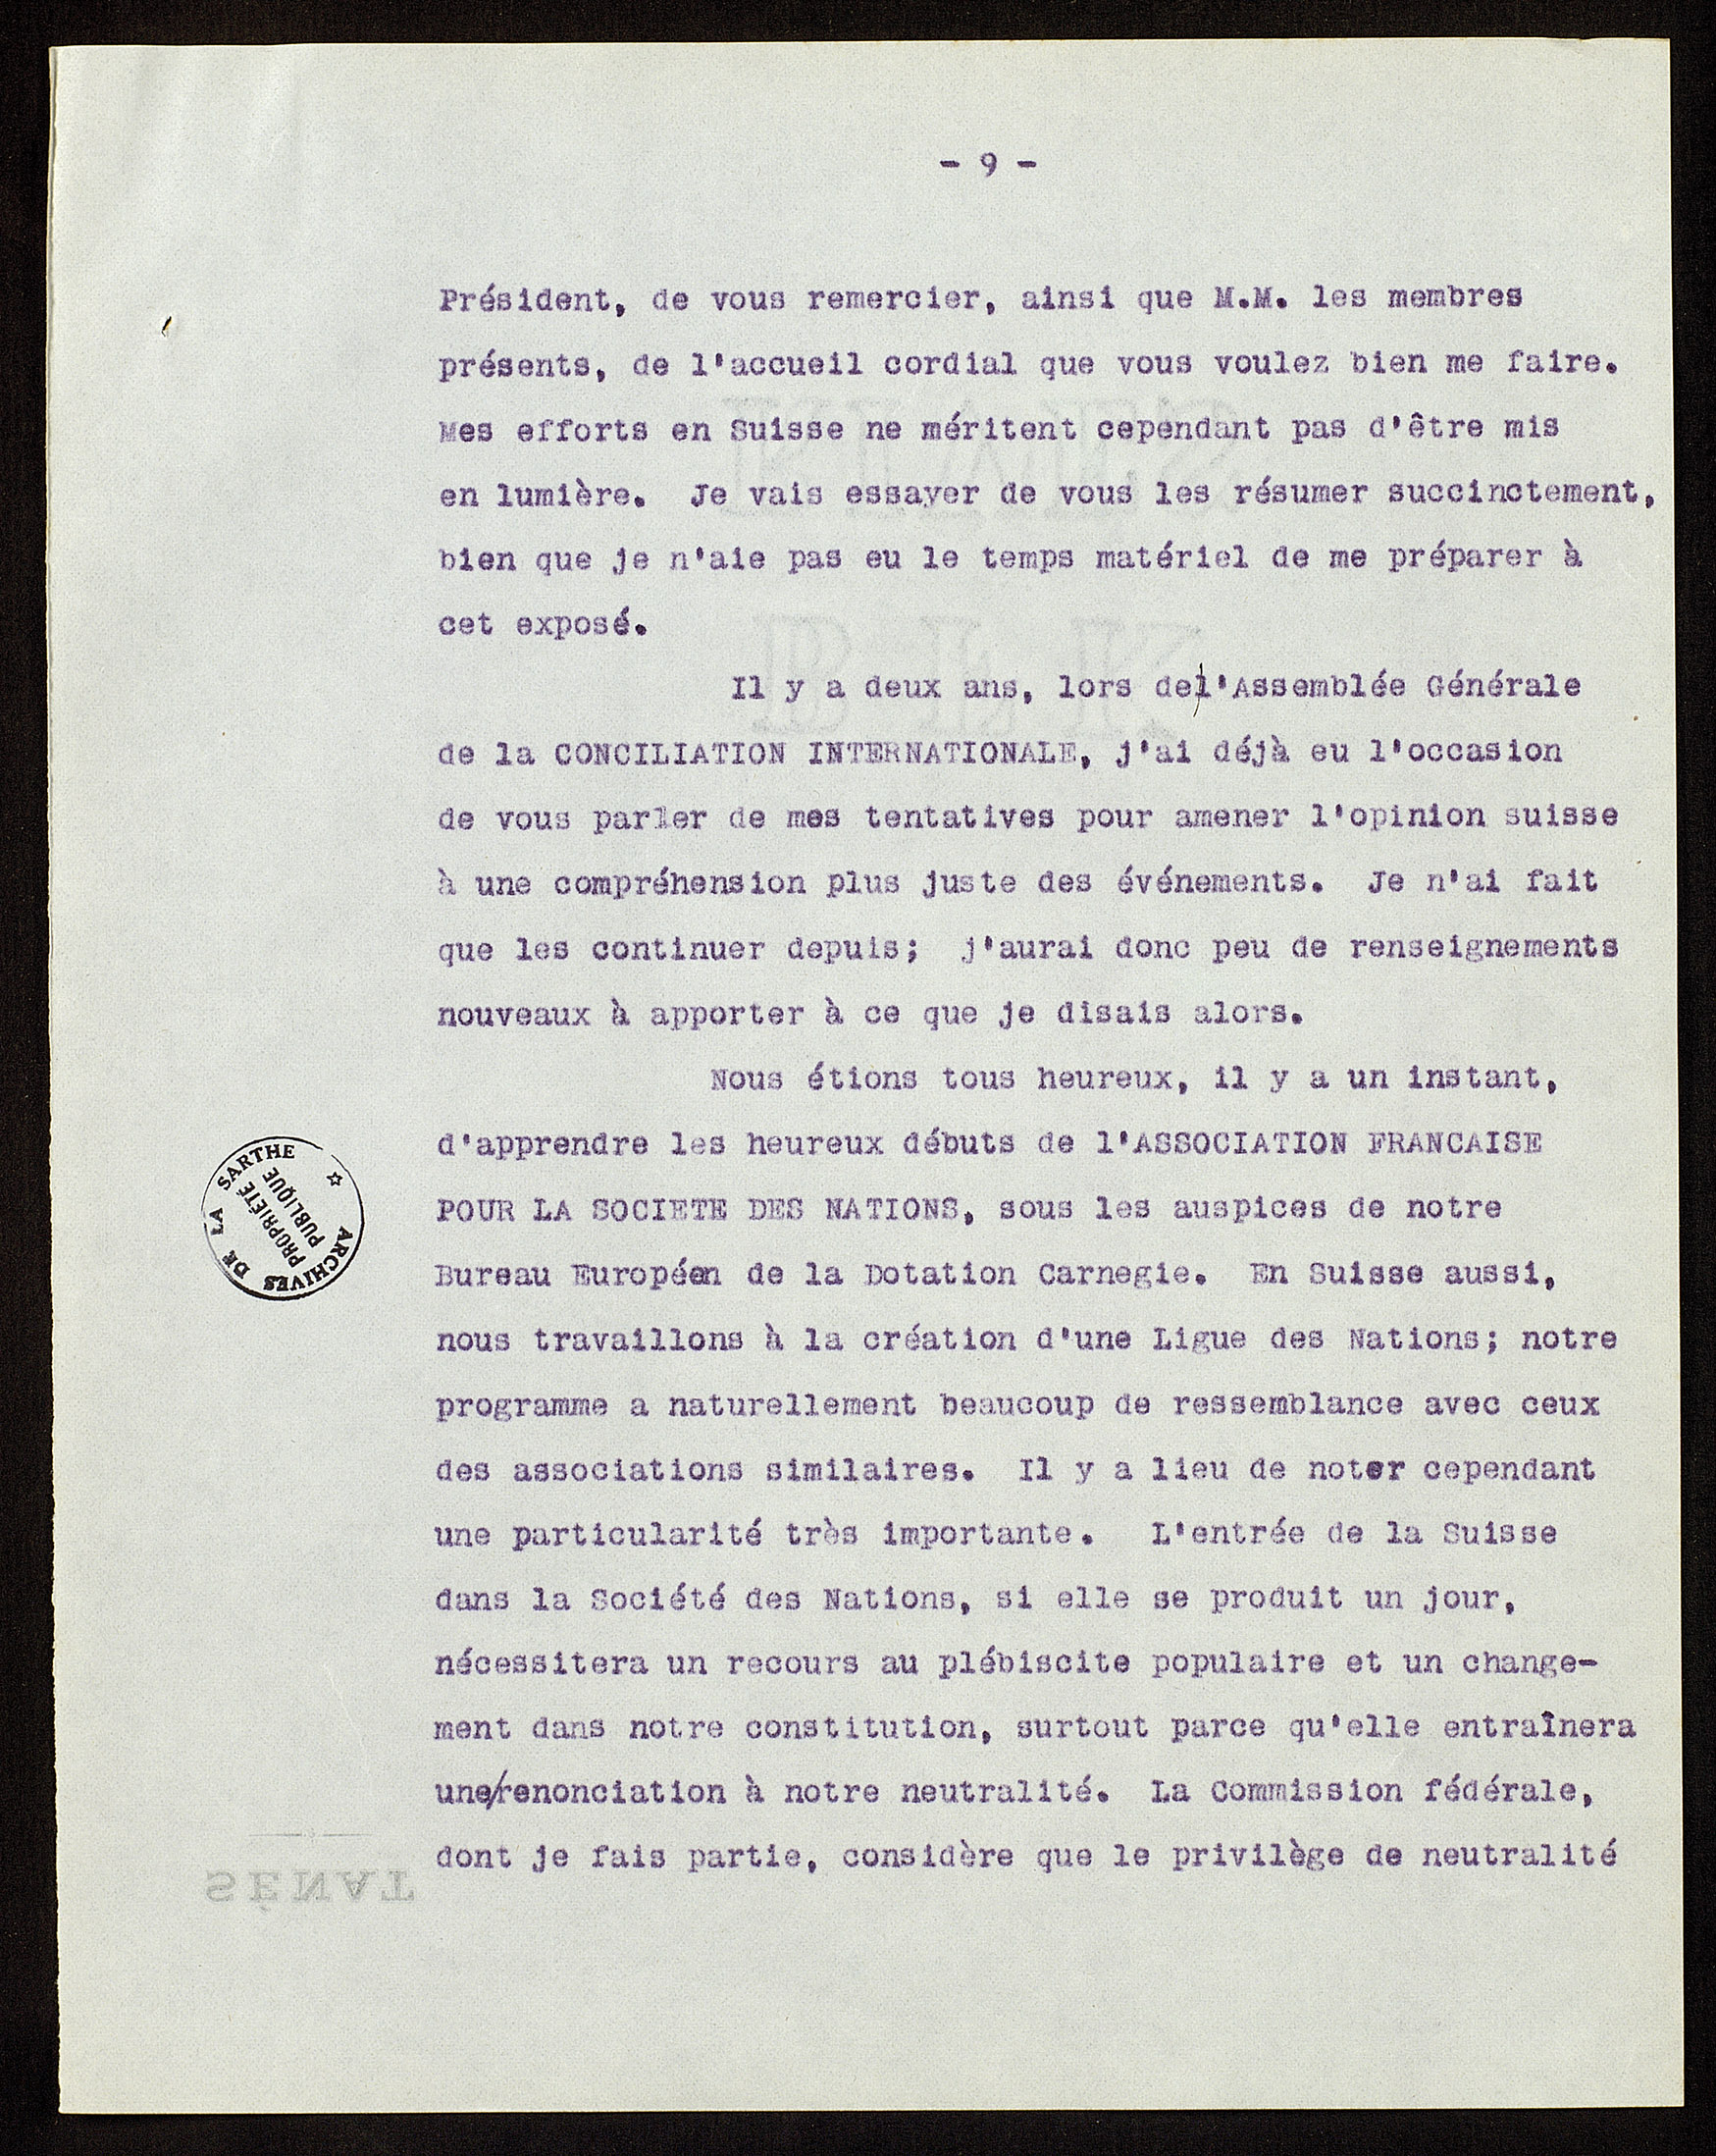 - 9 -
Président, de vous remercier, ainsi que M.M. les membres
présents, de l'accueil cordial que vous voulez bien me faire.
Mes efforts en Suisse ne méritent cependant pas d'être mis
en lumière. Je vais essayer de vous les résumer succinctement,
bien que je n'aie pas eu le temps matériel de me préparer à
cet exposé.
Il y a deux ans, lors de l'Assemblée Générale
de la CONCILIATION INTERNATIONALE, j'ai déjà eu l'occasion
de vous parler de mes tentatives pour amener l'opinion suisse
à une compréhension plus juste des événements. Je n'ai fait
que les continuer depuis; j'aurai donc peu de renseignements
nouveaux à apporter à ce que je disais alors.
Nous étions tous heureux, il y a un instant,
d'apprendre les heureux débuts de l'ASSOCIATION FRANCAISE
POUR LA SOCIETE DES NATIONS, sous les auspices de notre
Bureau Européen de la Dotation Carnegie. En Suisse aussi,
nous travaillons à la création d'une Ligue des Nations; notre
programme a naturellement beaucoup de ressemblance avec ceux
des associations similaires. Il y a lieu de noter cependant
une particularité très importante. L'entrée de la Suisse
dans la Société des Nations, si elle se produit un jour,
nécessitera un recours au plébiscite populaire et un change-
ment dans notre constitution, surtout parce qu'elle entraînera
une/renonciation à notre neutralité. La Commission fédérale,
dont je fais partie, considère que le privilège de neutralité
ARCHIVES DE LA SARTHE
PROPRIÉTÉ
PUBLIQUE
SÉNAT